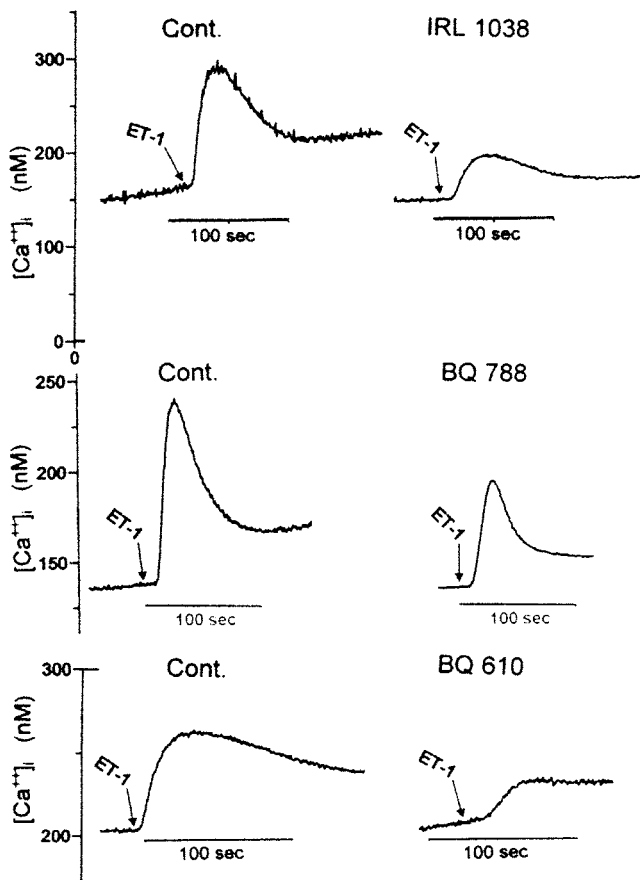 Cont. IRL 1038
300
ET-1
200
ET-1
[Ca⁺⁺]ᵢ (nM)
100
100 sec 100 sec
0
0
Cont. BQ 788
250
200
[Ca⁺⁺]ᵢ (nM)
ET-1 ET-1
150
100 sec 100 sec
Cont. BQ 610
300
[Ca⁺⁺]ᵢ (nM)
ET-1 ET-1
200
100 sec 100 sec